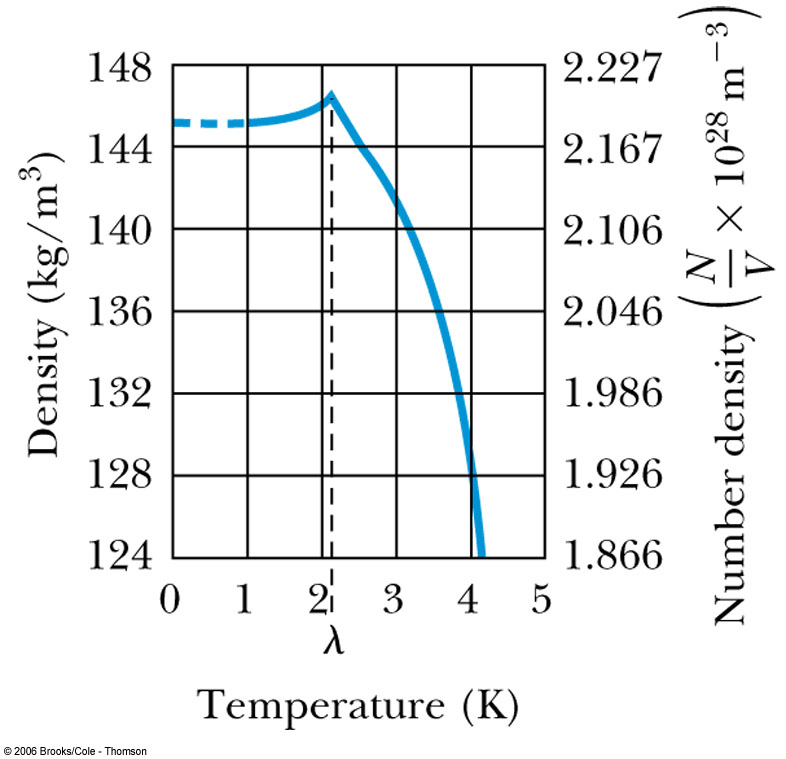 Density (kg/m³)
148
144
140
136
132
128
124
2.227
2.167
2.106
2.046
1.986
1.926
1.866
Number density (N/V × 10²⁸ m⁻³)
0 1 2 3 4 5
λ
Temperature (K)
© 2006 Brooks/Cole - Thomson